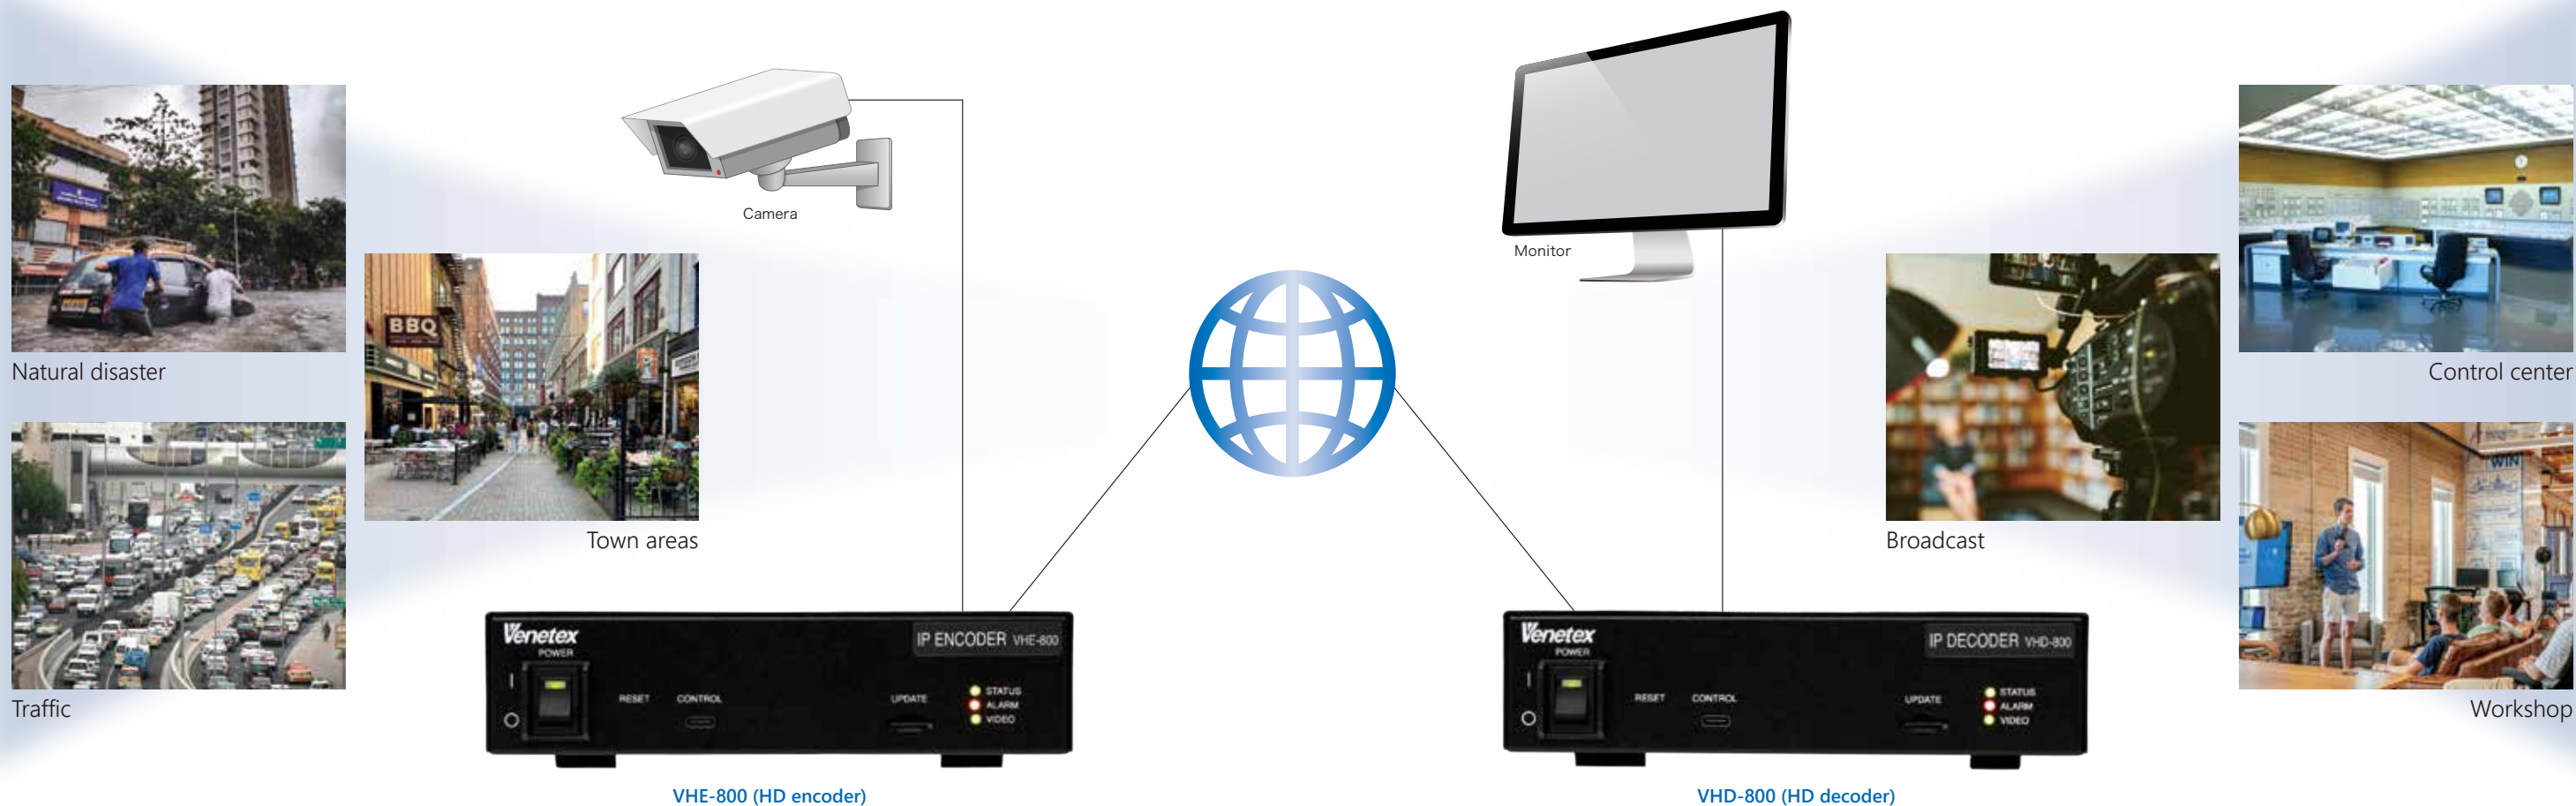 Camera
Monitor
BBQ
Natural disaster
Town areas
Traffic
Broadcast
Control center
WIN
Workshop
Venetex
POWER
IP ENCODER VHE-800
RESET
CONTROL
UPDATE
STATUS
ALARM
VIDEO
VHE-800 (HD encoder)
Venetex
POWER
IP DECODER VHD-800
RESET
CONTROL
UPDATE
STATUS
ALARM
VIDEO
VHD-800 (HD decoder)